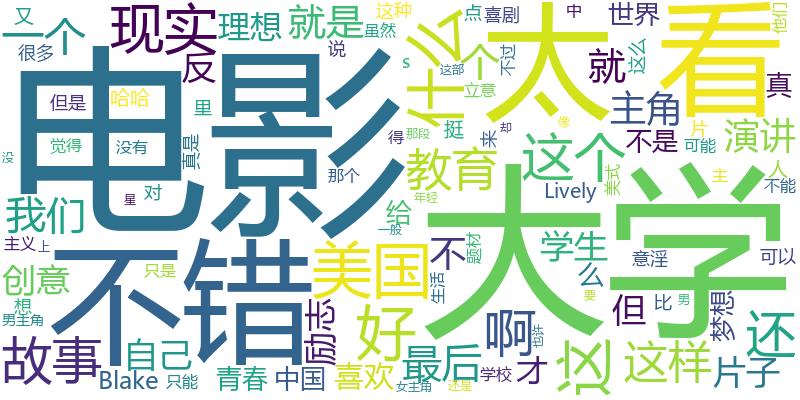 又 一个 现实 理想 就是 这种 虽然 点 喜剧 中 世界 他们
很多 反 说 s 这部 不过 这么
电影 什么 个 立意 太 就 看 真
但是 哈哈 里 主角
觉得 没有 真是 得 那段 挺 来 却 像 片 不是 可能 演讲
没 星 对 那个 教育 这个 美式 主 人 不能
我们 给 年轻 Lively 大学
主义 上 不错 一般 不 题材 学生 意淫 可以
创意 只是 美国 生活 么 还
想 男主角 励志 好 啊 也许 要 但 比 男 梦想
故事 自己 最后 这 这样
Blake 只能 青春 中国 喜欢 女主角 还是 学校 才 片子